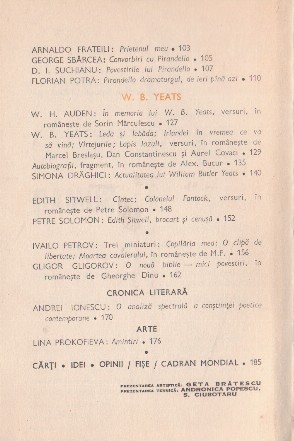 ARNALDO FRATEILI: Prietenul meu • 103
GEORGE SBÂRCEA: Convorbiri cu Pirandello • 105
D. I. SUCHIANU: Povestirile lui Pirandello • 107
FLORIAN POTRA: Pirandello dramaturgul, de ieri pînă azi • 110
W. B. YEATS
W. H. AUDEN: În memoria lui W. B. Yeats, versuri, în
românește de Sorin Mărculescu • 127
W. B. YEATS: Leda și lebăda; Irlandei în vremea ce va
să vină; Vîrtejurile; Lapis lazuli, versuri, în românește de
Marcel Breslașu, Dan Constantinescu și Aurel Covaci • 129
Autobiografii, fragment, în românește de Alex. Bucur • 135
SIMONA DRĂGHICI: Actualitatea lui William Butler Yeats • 140
•
EDITH SITWELL: Cîntec; Colonelul Fantock, versuri, în
românește de Petre Solomon • 148
PETRE SOLOMON: Edith Sitwell, brocart și cenușă • 152
•
IVAILO PETROV: Trei miniaturi: Copilăria mea; O clipă de
libertate; Moartea cavalerului, în românește de M.F. • 156
GLIGOR GLIGOROV: O nouă iubire — mici povestiri, în
românește de Gheorghe Dinu • 162
CRONICA LITERARĂ
ANDREI IONESCU: O analiză spectrală a conștiinței poetice
contemporane • 170
ARTE
LINA PROKOFIEVA: Amintiri • 176
•
CĂRȚI • IDEI • OPINII / FIȘE / CADRAN MONDIAL • 185
PREZENTAREA ARTISTICĂ: GETA BRĂTESCU
PREZENTAREA TEHNICĂ: ANDRONICA POPESCU,
S. CIUBOTARU